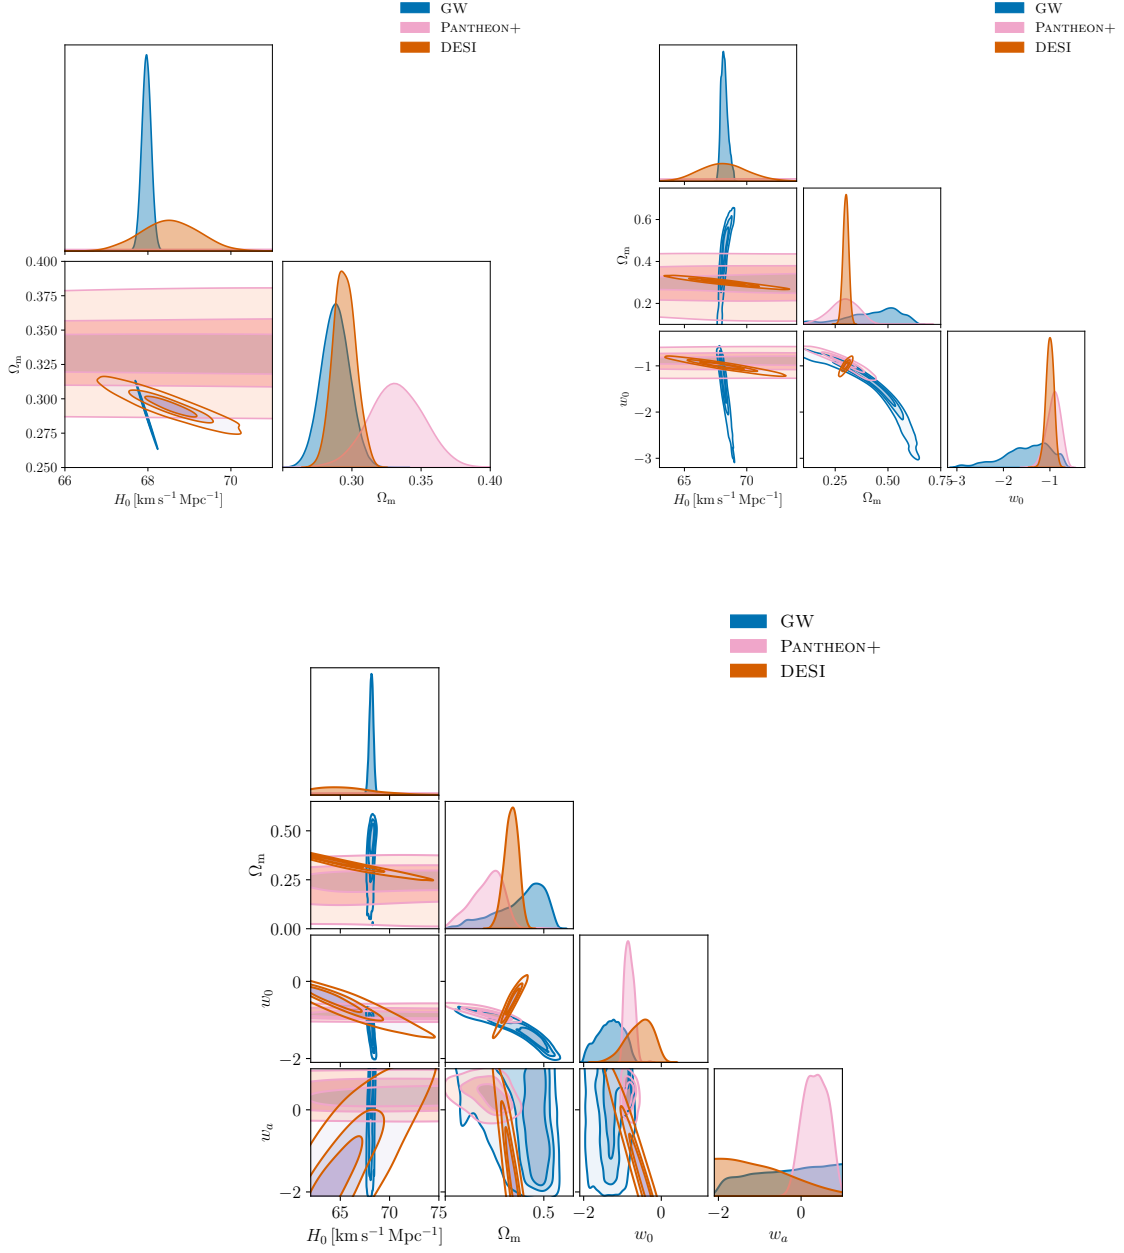 GW
PANTHEON+
DESI
GW
PANTHEON+
DESI
0.400
0.375
0.350
0.325
0.300
0.275
0.250
Ωm
66 68 70
H0 [km s−1 Mpc−1]
0.30 0.35 0.40
Ωm
0.6
0.4
0.2
Ωm
−1
−2
−3
w0
65 70
H0 [km s−1 Mpc−1]
0.25 0.50 0.75
Ωm
−3 −2 −1
w0
GW
PANTHEON+
DESI
0.50
0.25
0.00
Ωm
0
−2
w0
0
−2
wa
65 70 75
H0 [km s−1 Mpc−1]
0.5
Ωm
−2 0
w0
−2 0
wa